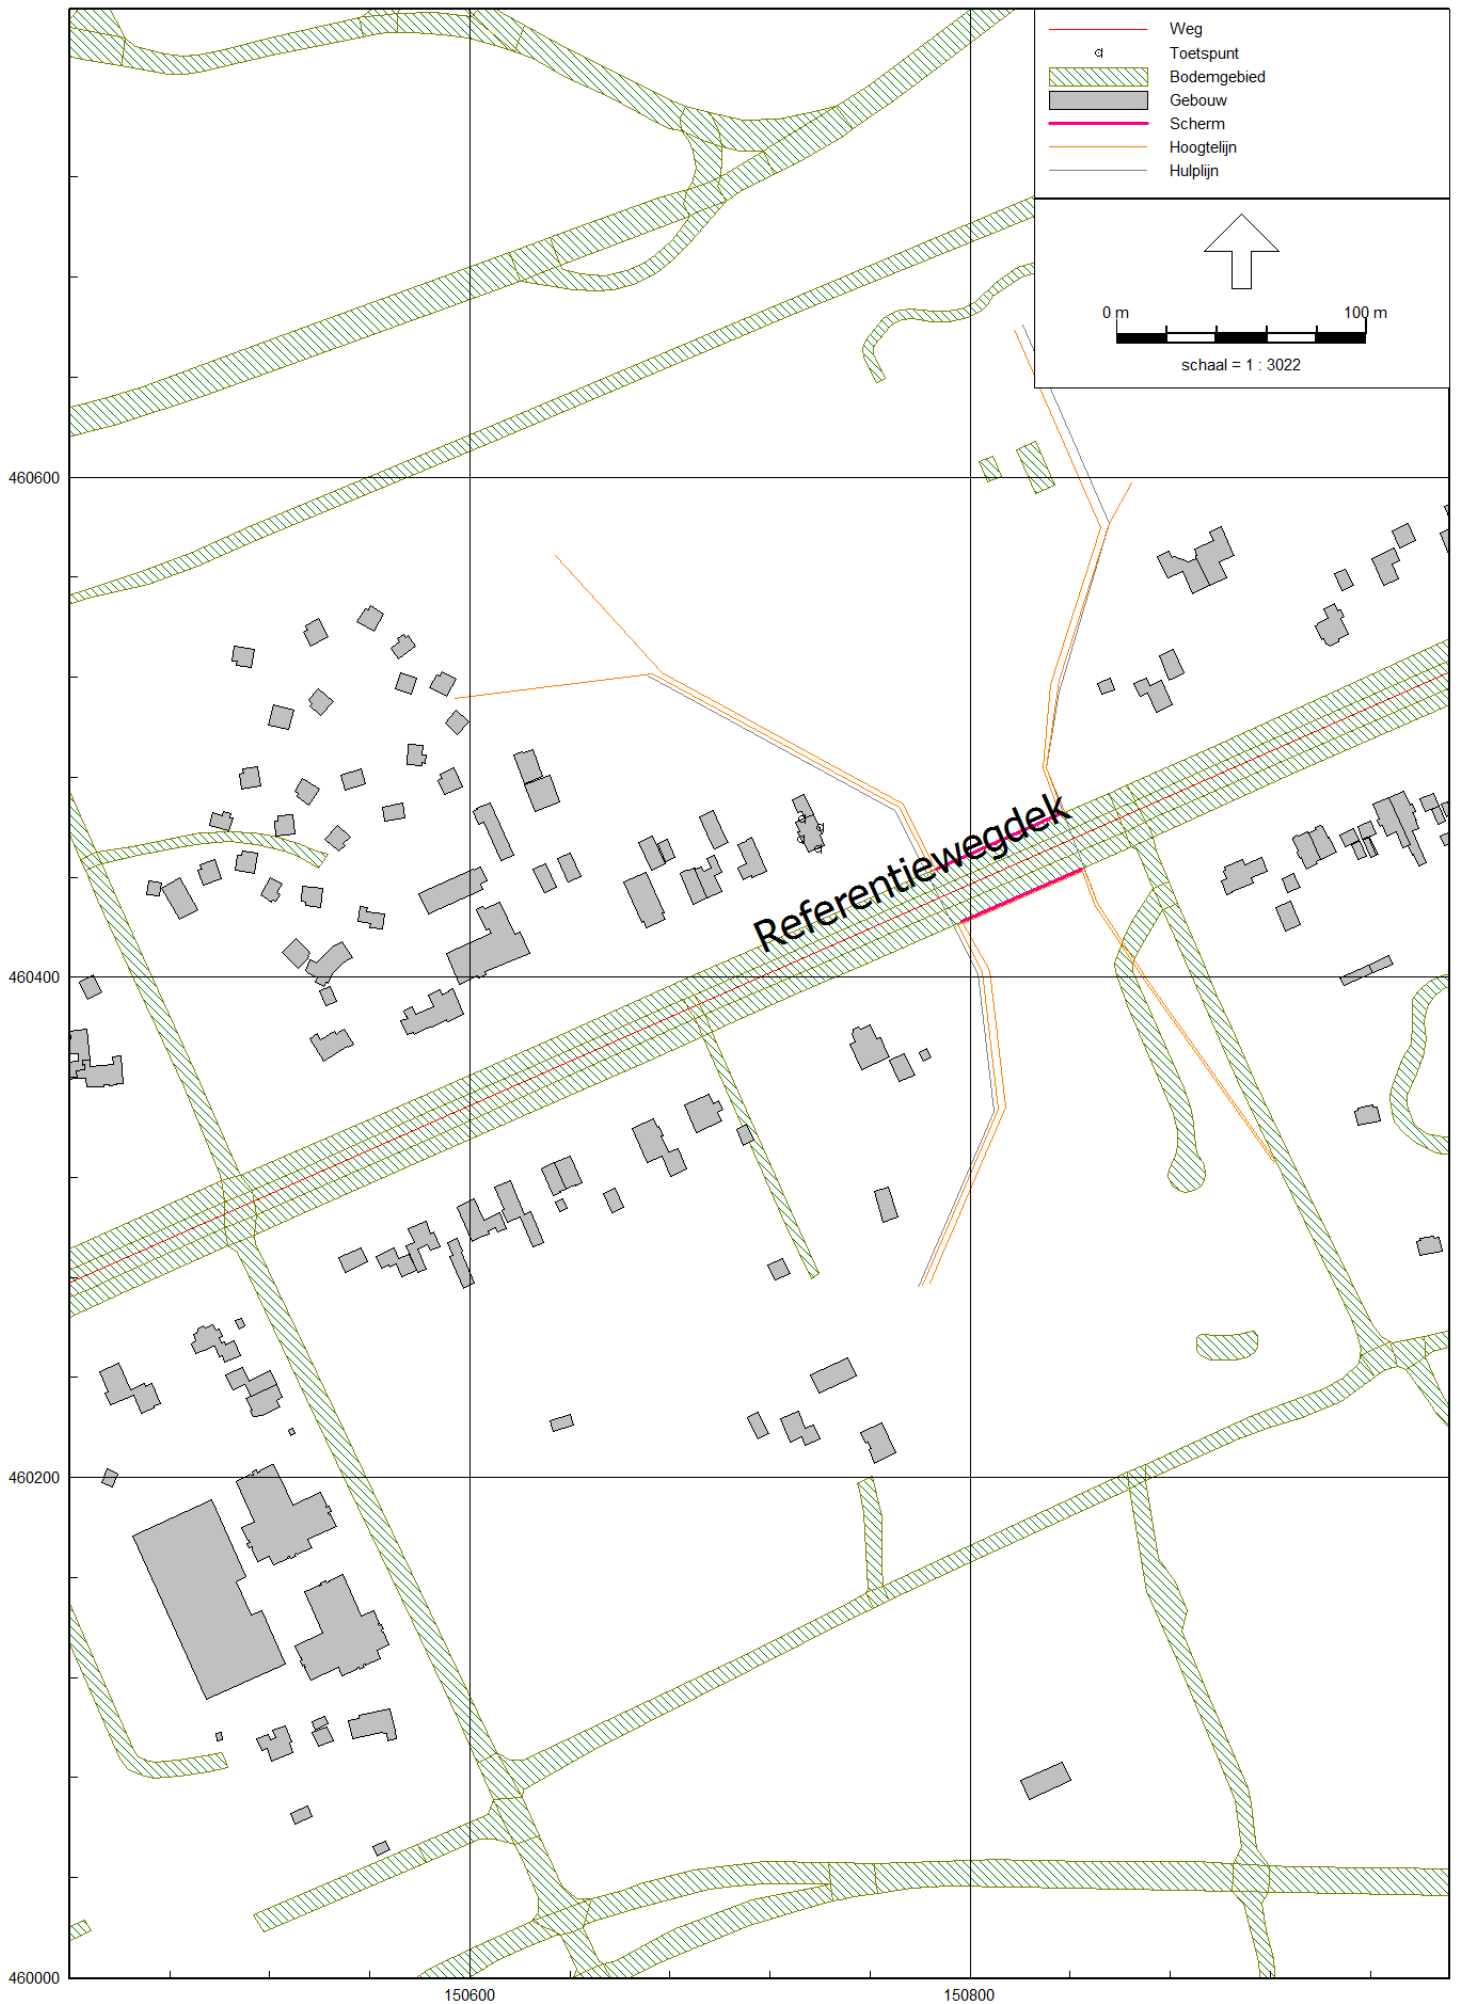 Weg
Toetspunt
Bodemgebied
Gebouw
Scherm
Hoogtelijn
Hulplijn
0 m 100 m
schaal = 1 : 3022
460600
Referentiewegdek
460400
460200
460000
150600 150800